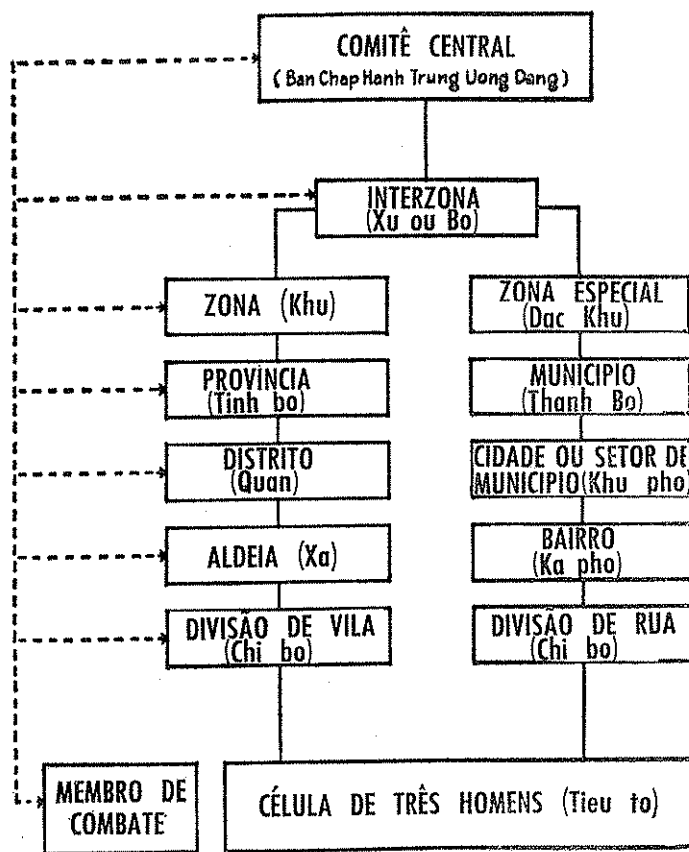 COMITÊ CENTRAL
(Ban Chap Hanh Trung Uong Dang)
INTERZONA
(Xu ou Bo)
ZONA (Khu)
ZONA ESPECIAL
(Dac Khu)
PROVÍNCIA
(Tinh bo)
MUNICIPIO
(Thanh Bo)
DISTRITO
(Quan)
CIDADE OU SETOR DE
MUNICIPIO(Khu pho)
ALDEIA (Xa)
BAIRRO
(Ka pho)
DIVISÃO DE VILA
(Chi bo)
DIVISÃO DE RUA
(Chi bo)
MEMBRO DE
COMBATE
CÉLULA DE TRÊS HOMENS (Tieu to)